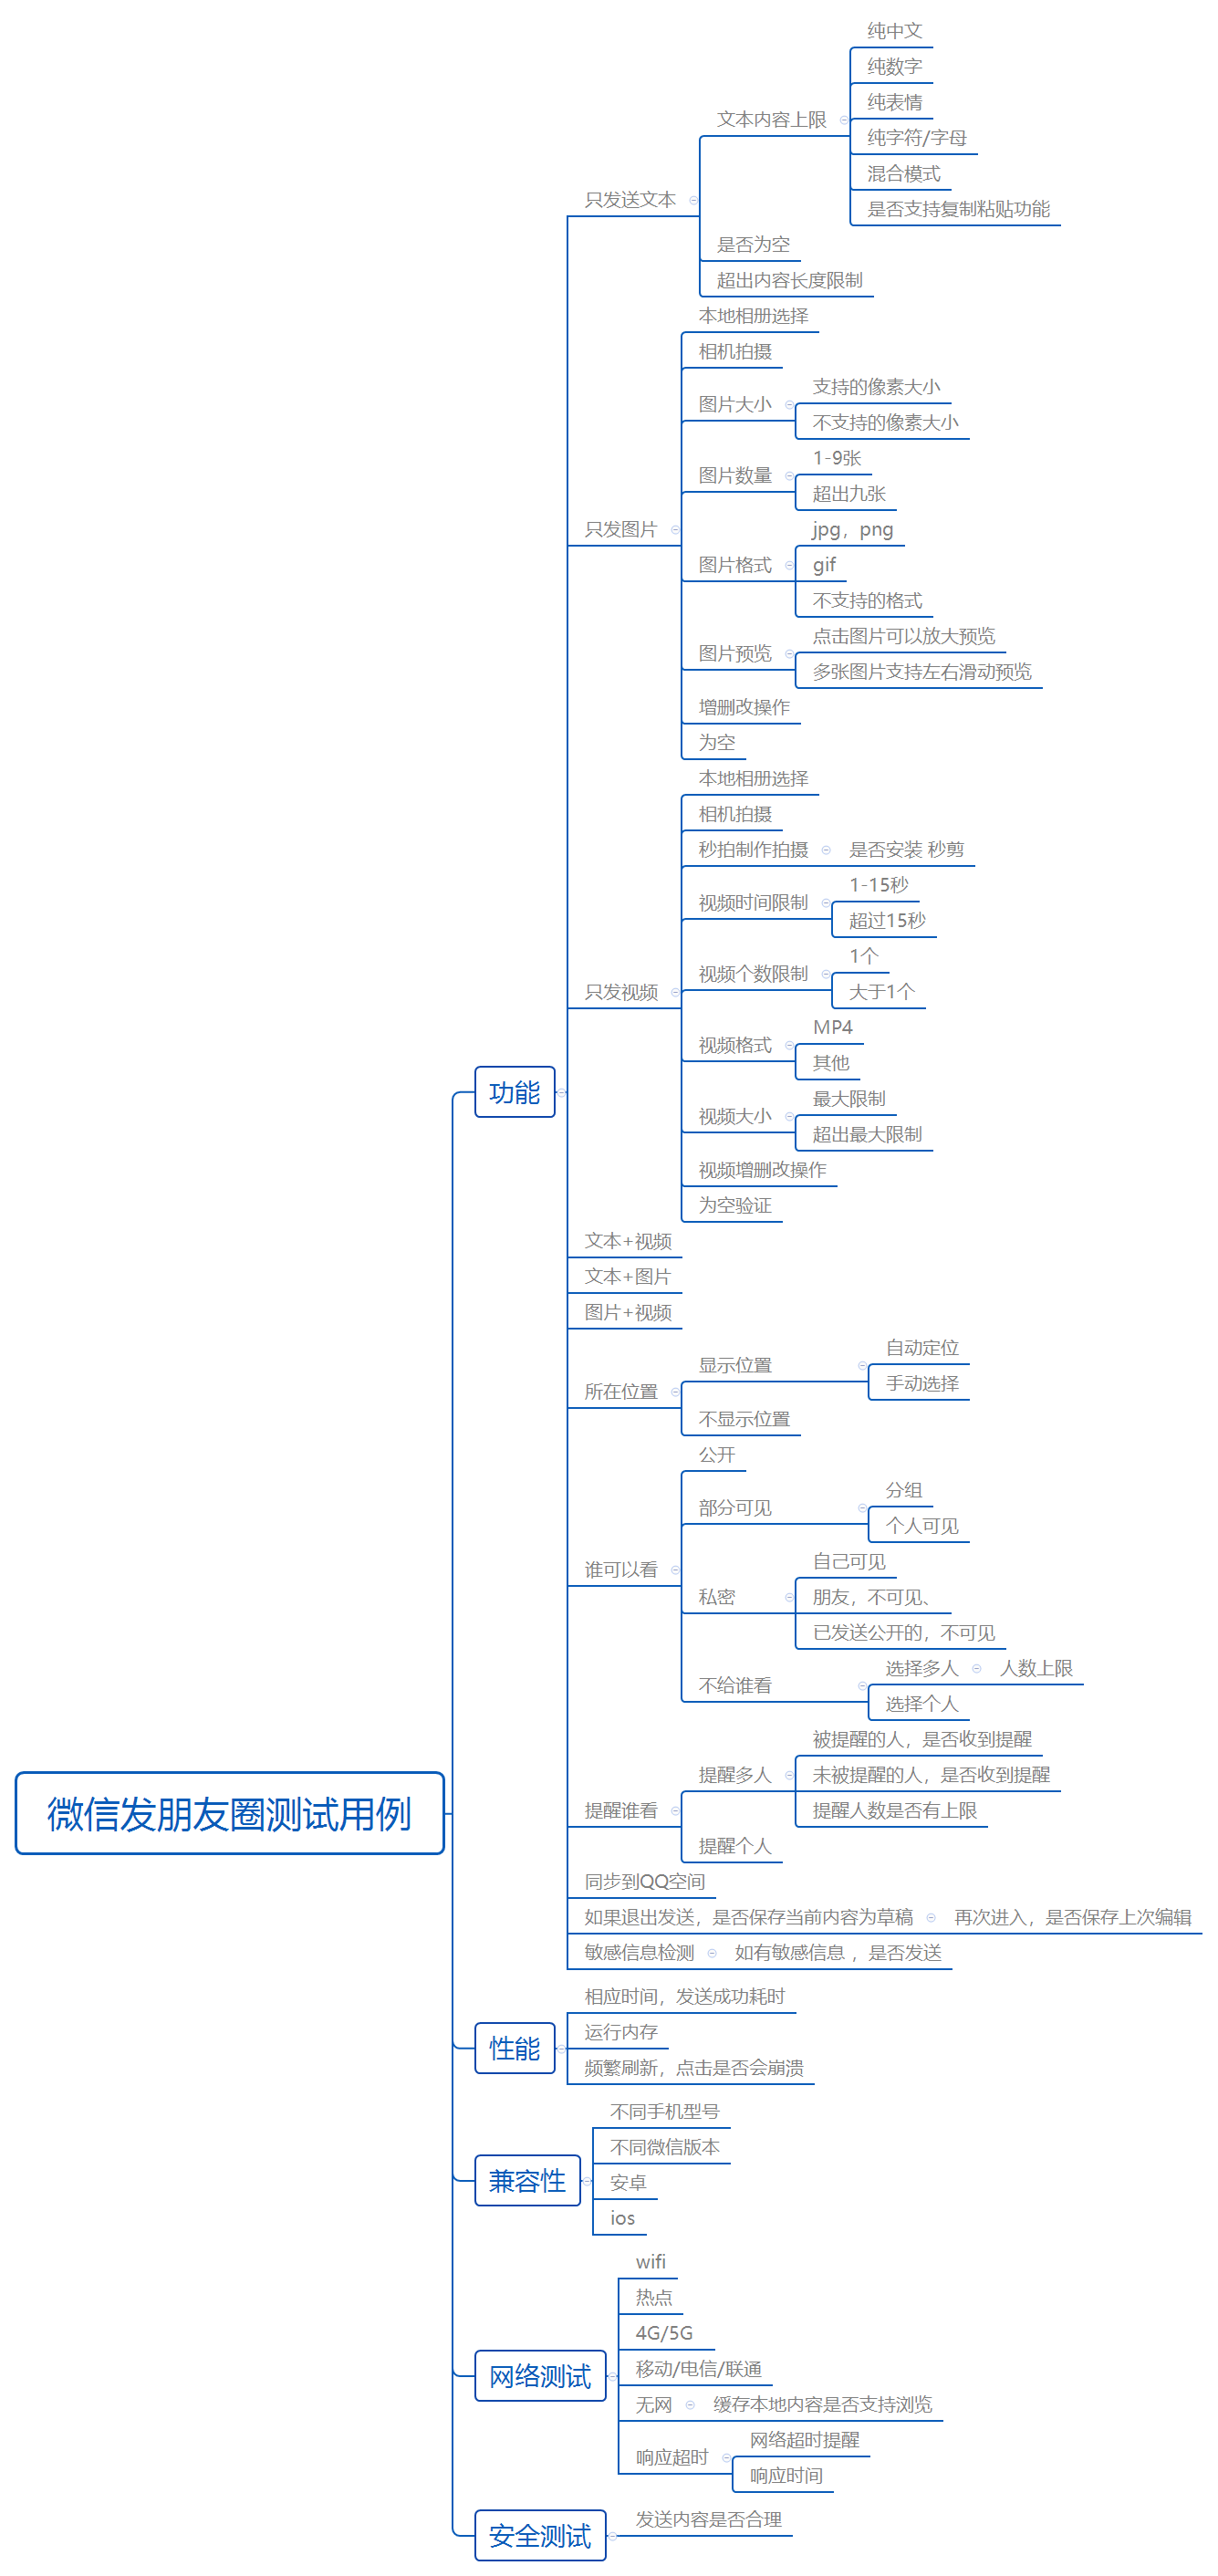 纯中文
纯数字
纯表情
文本内容上限
纯字符/字母
混合模式
只发送文本
是否支持复制粘贴功能
是否为空
超出内容长度限制
本地相册选择
相机拍摄
支持的像素大小
图片大小
不支持的像素大小
1-9张
图片数量
超出九张
只发图片
jpg，png
图片格式
gif
不支持的格式
点击图片可以放大预览
图片预览
多张图片支持左右滑动预览
增删改操作
为空
本地相册选择
相机拍摄
秒拍制作拍摄
是否安装 秒剪
1-15秒
视频时间限制
超过15秒
1个
视频个数限制
大于1个
只发视频
MP4
视频格式
其他
功能
最大限制
视频大小
超出最大限制
视频增删改操作
为空验证
文本+视频
文本+图片
图片+视频
自动定位
显示位置
手动选择
所在位置
不显示位置
公开
分组
部分可见
个人可见
自己可见
谁可以看
私密
朋友，不可见、
已发送公开的，不可见
选择多人
人数上限
不给谁看
选择个人
被提醒的人，是否收到提醒
提醒多人
未被提醒的人，是否收到提醒
提醒谁看
提醒人数是否有上限
微信发朋友圈测试用例
提醒个人
同步到QQ空间
如果退出发送，是否保存当前内容为草稿
再次进入，是否保存上次编辑
敏感信息检测
如有敏感信息 ，是否发送
相应时间，发送成功耗时
性能
运行内存
频繁刷新，点击是否会崩溃
不同手机型号
不同微信版本
兼容性
安卓
ios
wifi
热点
4G/5G
网络测试
移动/电信/联通
无网
缓存本地内容是否支持浏览
网络超时提醒
响应超时
响应时间
安全测试
发送内容是否合理